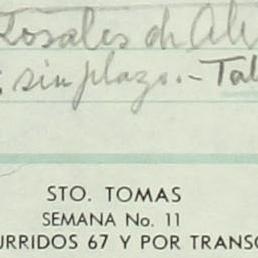 Rosales de Al
sin plazo.- Tal
STO. TOMAS
SEMANA No. 11
URRIDOS 67 Y POR TRANSC